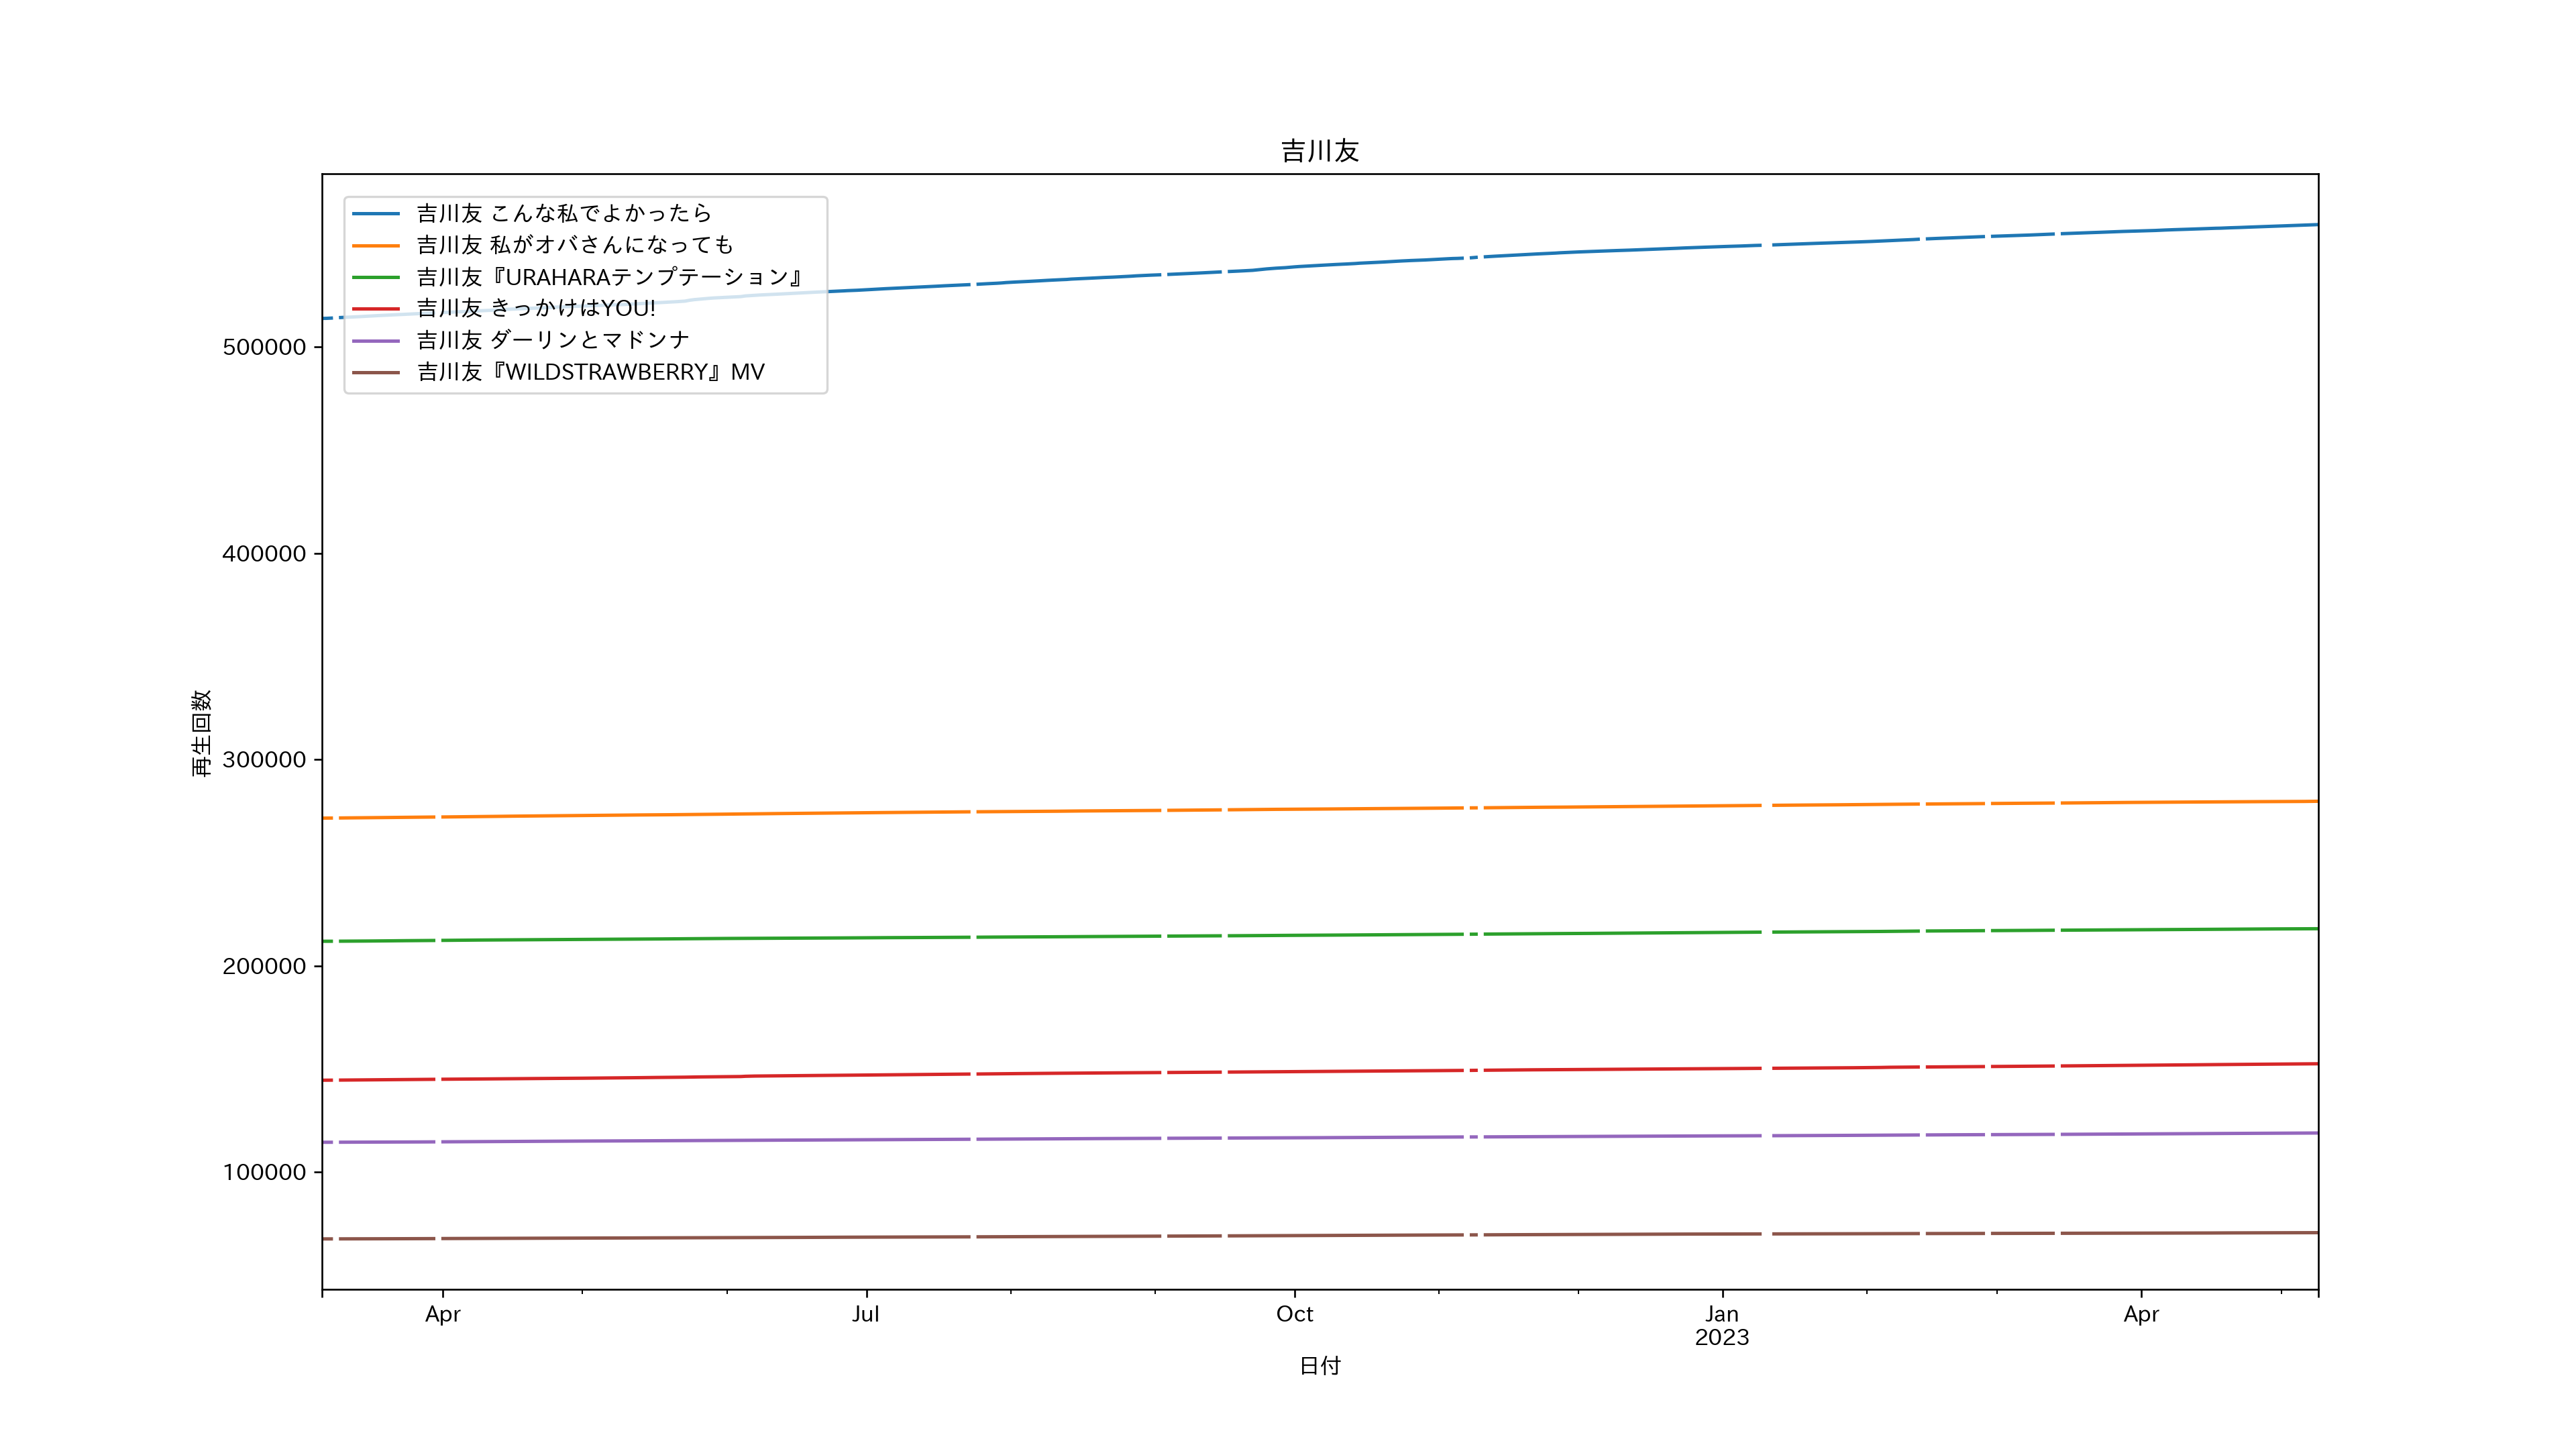 吉川友
吉川友 こんな私でよかったら
吉川友 私がオバさんになっても
吉川友『URAHARAテンプテーション』
吉川友 きっかけはYOU!
吉川友 ダーリンとマドンナ
吉川友『WILDSTRAWBERRY』MV
500000
400000
300000
200000
100000
再生回数
Apr
Jul
Oct
Jan
2023
Apr
日付